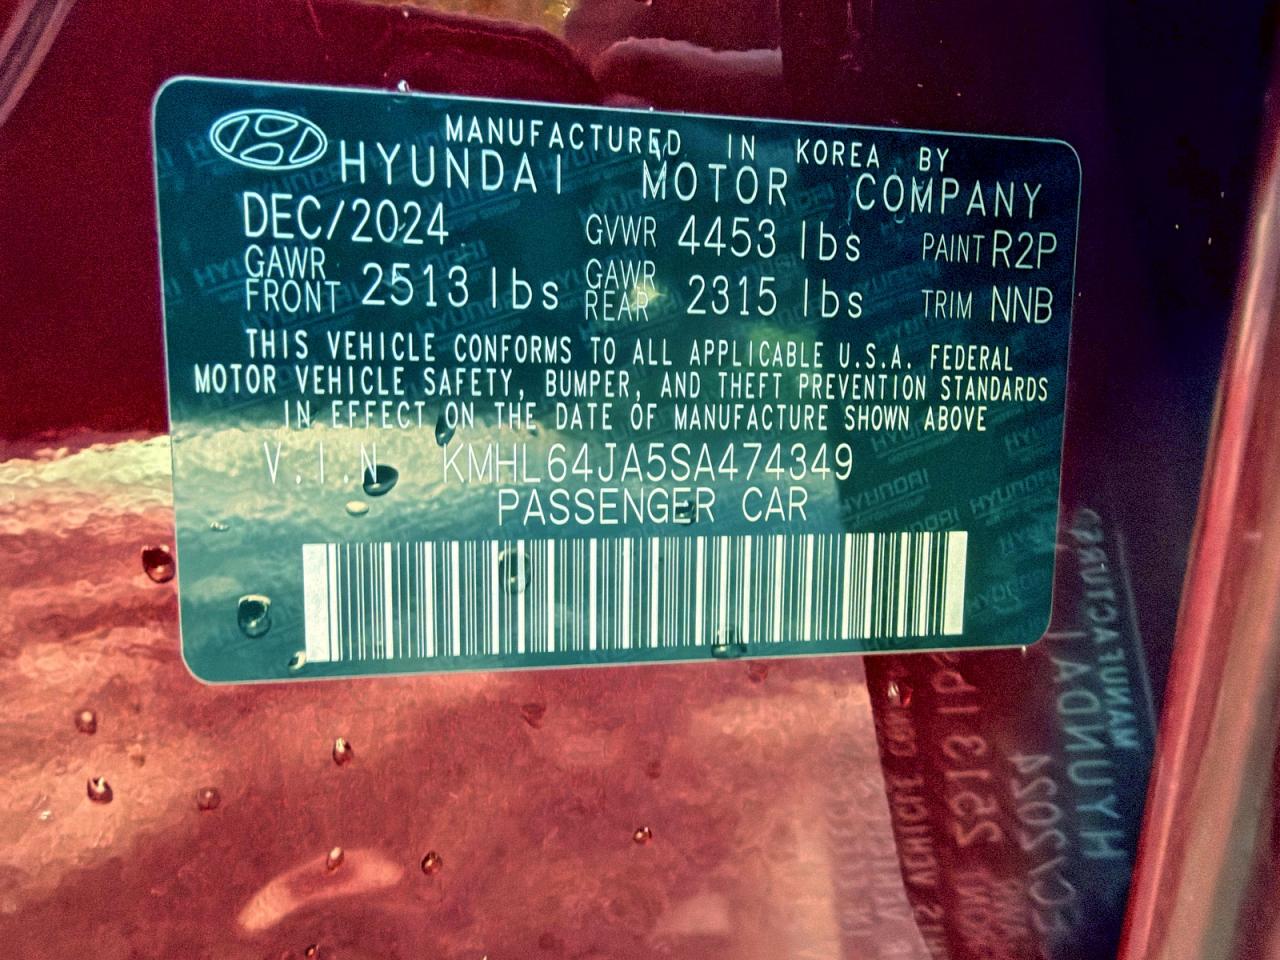 MANUFACTURED IN KOREA BY
HYUNDAI MOTOR COMPANY
DEC/2024 GVWR 4453 lbs PAINT R2P
GAWR FRONT 2513 lbs GAWR REAR 2315 lbs TRIM NNB
THIS VEHICLE CONFORMS TO ALL APPLICABLE U.S.A. FEDERAL
MOTOR VEHICLE SAFETY, BUMPER, AND THEFT PREVENTION STANDARDS
IN EFFECT ON THE DATE OF MANUFACTURE SHOWN ABOVE
V.I.N KMHL64JA5SA474349
PASSENGER CAR